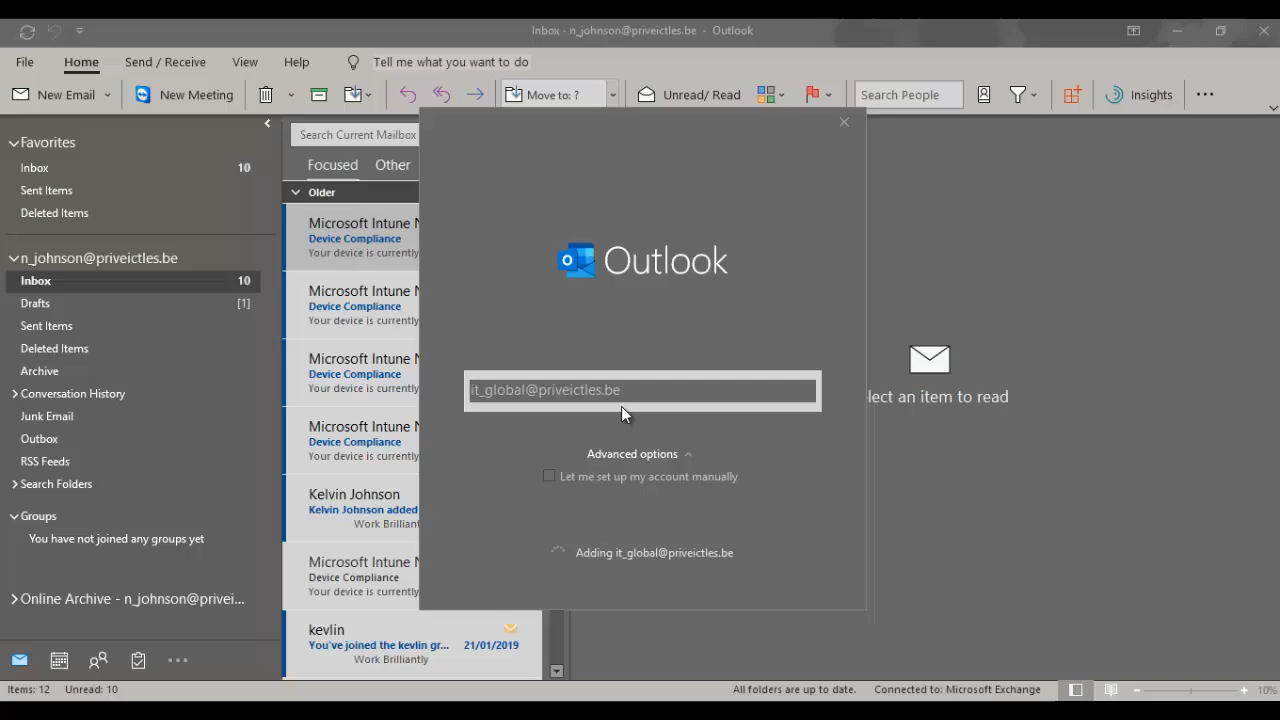 Inbox - n_johnson@priveictles.be - Outlook
File Home Send / Receive View Help Tell me what you want to do
New Email New Meeting Move to: ? Unread/ Read Search People Insights
Favorites
Inbox 10
Sent Items
Deleted Items
n_johnson@priveictles.be
Inbox 10
Drafts [1]
Sent Items
Deleted Items
Archive
Conversation History
Junk Email
Outbox
RSS Feeds
Search Folders
Groups
You have not joined any groups yet
Online Archive - n_johnson@privei...
Items: 12 Unread: 10
Search Current Mailbox
Focused Other
Older
Microsoft Intune N
Device Compliance
Your device is currently
Microsoft Intune N
Device Compliance
Your device is currently
Microsoft Intune N
Device Compliance
Your device is currently
Microsoft Intune N
Device Compliance
Your device is currently
Kelvin Johnson
Kelvin Johnson added
Work Brilliant
Microsoft Intune N
Device Compliance
Your device is currently
kevlin
You've joined the kevlin gr... 21/01/2019
Work Brilliantly
Outlook
it_global@priveictles.be
Advanced options
Let me set up my account manually
Adding it_global@priveictles.be
lect an item to read
All folders are up to date. Connected to: Microsoft Exchange 10%